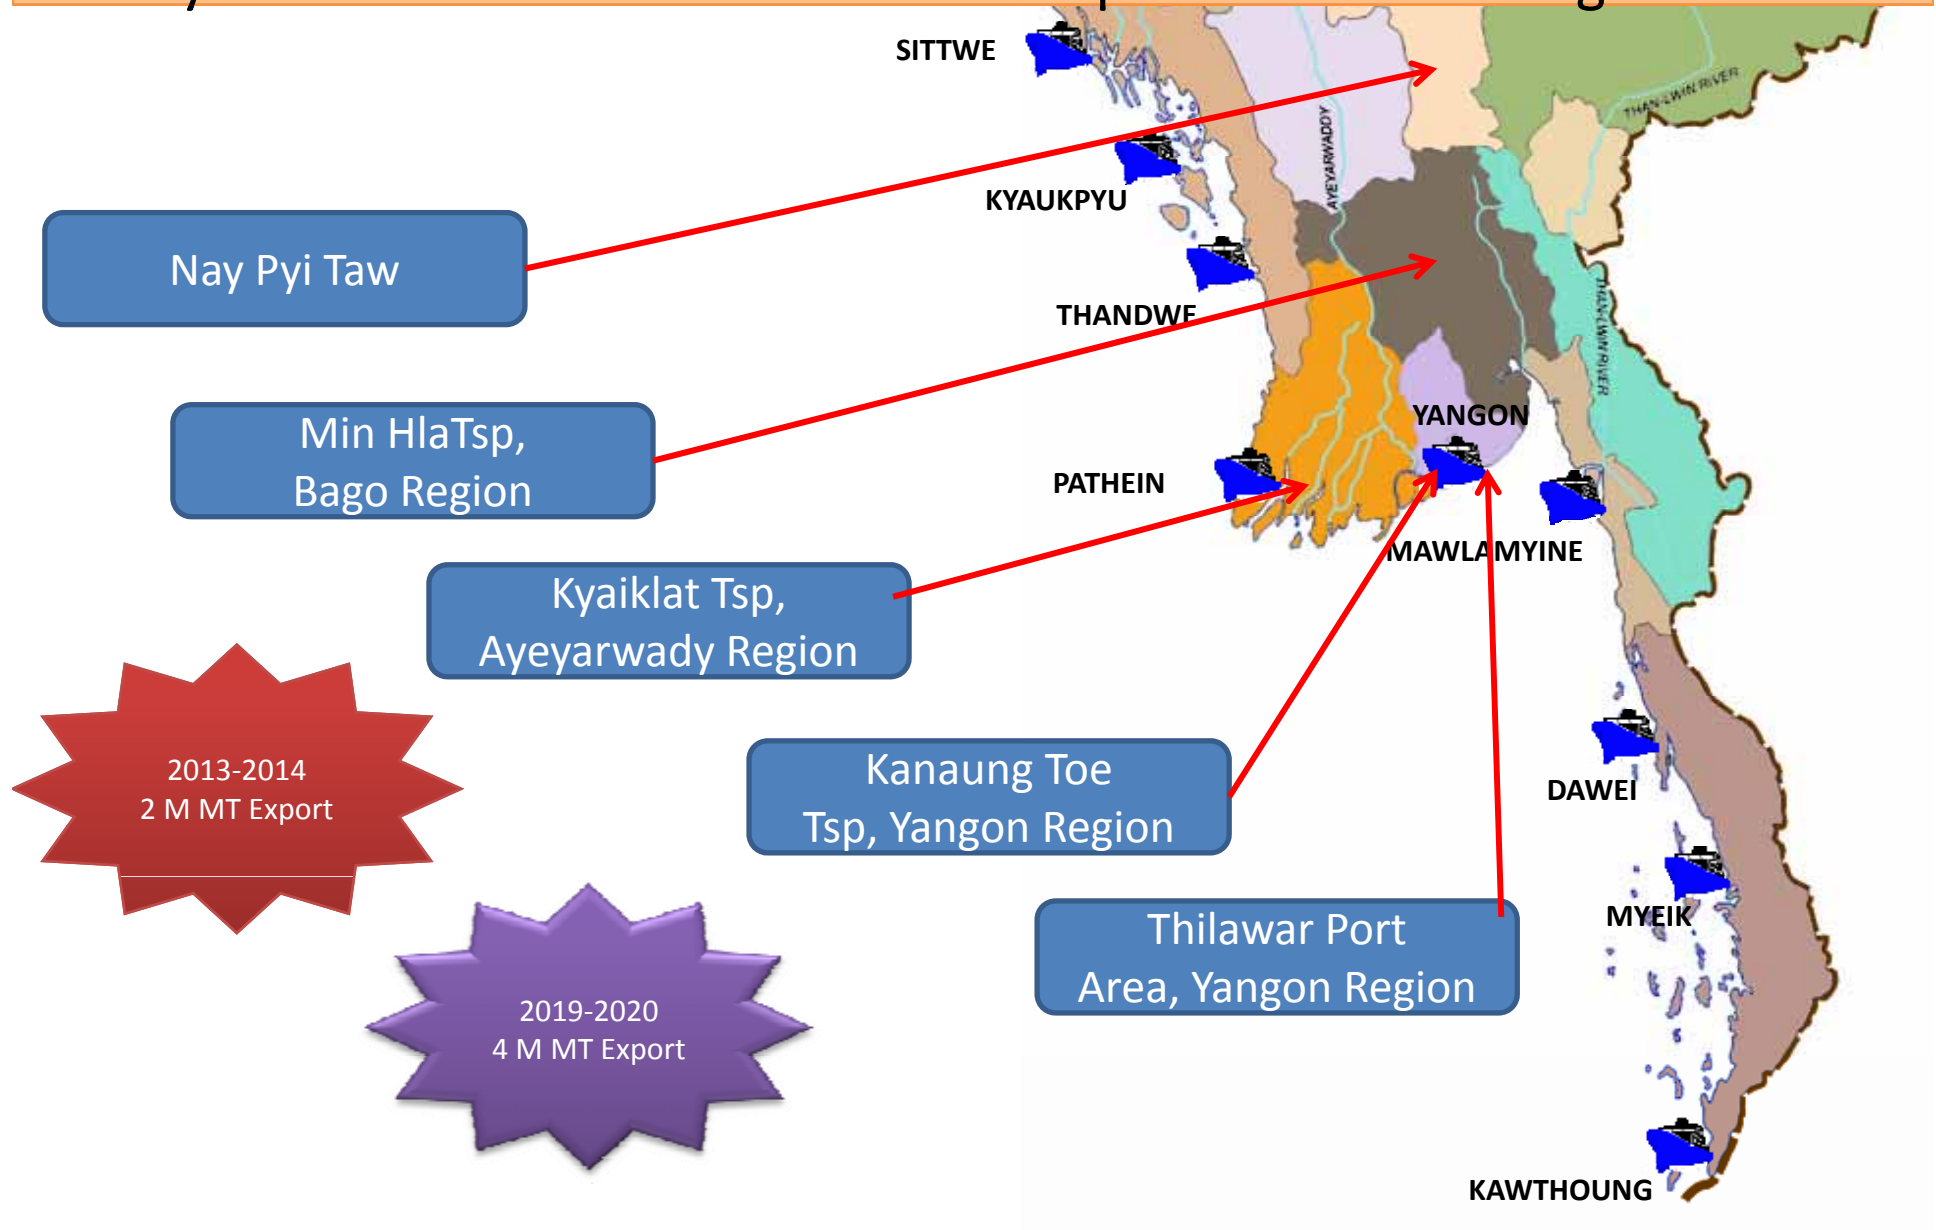 SITTWE
THAN-LWIN RIVER
AYEYARWADDY
KYAUKPYU
Nay Pyi Taw
THANDWE
THAN-LWIN RIVER
Min HlaTsp,
Bago Region
YANGON
PATHEIN
MAWLAMYINE
Kyaiklat Tsp,
Ayeyarwady Region
2013-2014
2 M MT Export
Kanaung Toe
Tsp, Yangon Region
DAWEI
MYEIK
Thilawar Port
Area, Yangon Region
2019-2020
4 M MT Export
KAWTHOUNG